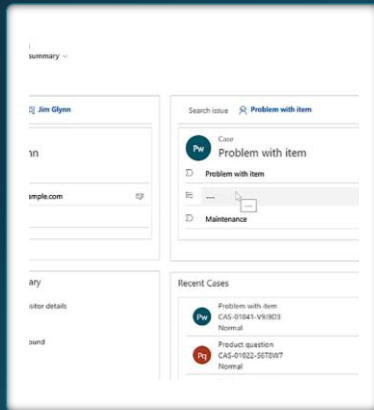 summary
Jim Glynn
nn
ample.com
ary
isitor details
ound
Search issue Problem with item
Case
Pw Problem with item
Problem with item
---
---
Maintenance
Recent Cases
Problem with item
Pw CAS-01041-V9J9D3
Normal
Product question
Pq CAS-01022-S6T8W7
Normal